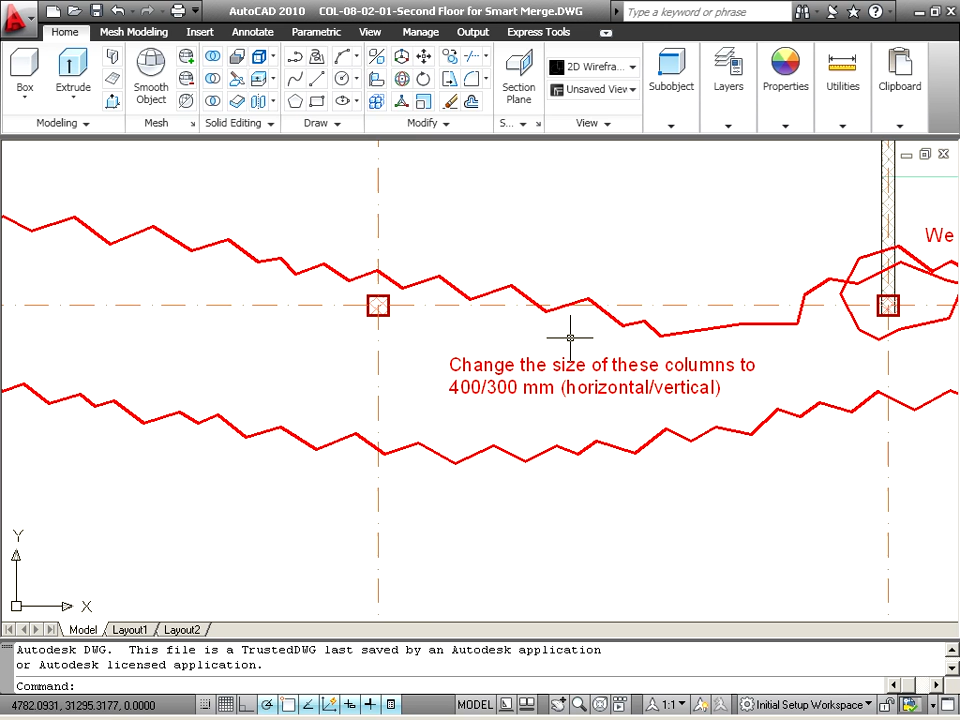 AutoCAD 2010 COL-08-02-01-Second Floor for Smart Merge.DWG
Type a keyword or phrase
Home Mesh Modeling Insert Annotate Parametric View Manage Output Express Tools
2D Wirefra...
Unsaved View
Box Extrude Smooth Object Section Plane Subobject Layers Properties Utilities Clipboard
Modeling Mesh Solid Editing Draw Modify S... View
We
Change the size of these columns to
400/300 mm (horizontal/vertical)
Y
X
Model Layout1 Layout2
Autodesk DWG. This file is a TrustedDWG last saved by an Autodesk application
or Autodesk licensed application.
Command:
4782.0931, 31295.3177, 0.0000 MODEL 1:1 Initial Setup Workspace